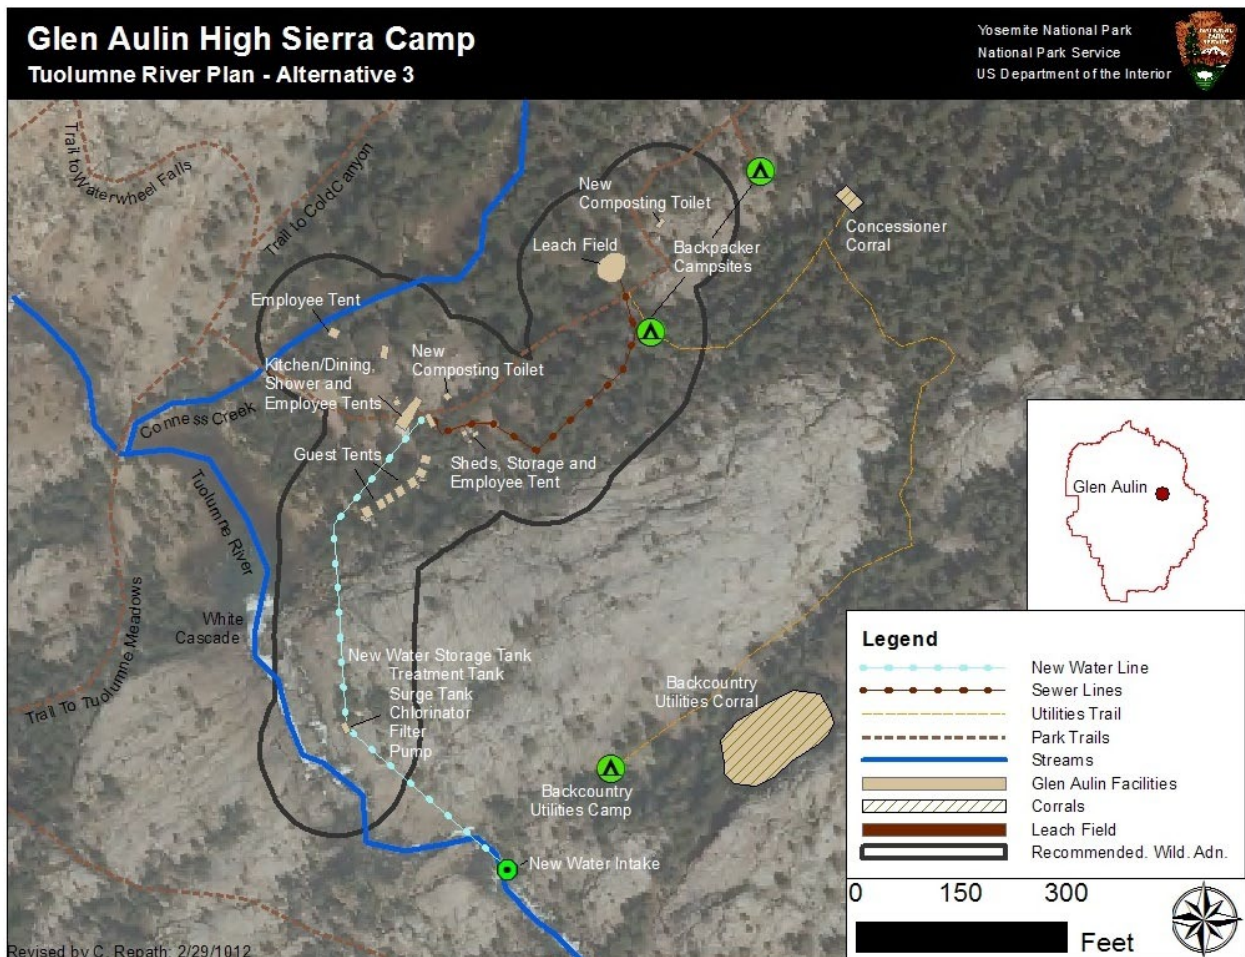 Glen Aulin High Sierra Camp
Tuolumne River Plan - Alternative 3
Yosemite National Park
National Park Service
US Department of the Interior
NATIONAL
PARK
SERVICE
Trail to Waterwheel Falls
Trail to Cold Canyon
New
Composting Toilet
Concessioner
Corral
Leach Field
Backpacker
Campsites
Employee Tent
Kitchen/Dining,
Shower and
Employee Tents
New
Composting Toilet
Conness Creek
Guest Tents
Sheds, Storage and
Employee Tent
Tuolumne River
Glen Aulin
White
Cascade
Trail To Tuolumne Meadows
New Water Storage Tank
Treatment Tank
Surge Tank
Chlorinator
Filter
Pump
Backcountry
Utilities Corral
Backcountry
Utilities Camp
New Water Intake
Legend
New Water Line
Sewer Lines
Utilities Trail
Park Trails
Streams
Glen Aulin Facilities
Corrals
Leach Field
Recommended. Wild. Adn.
0 150 300
Feet
Revised by C. Repath: 2/29/1012